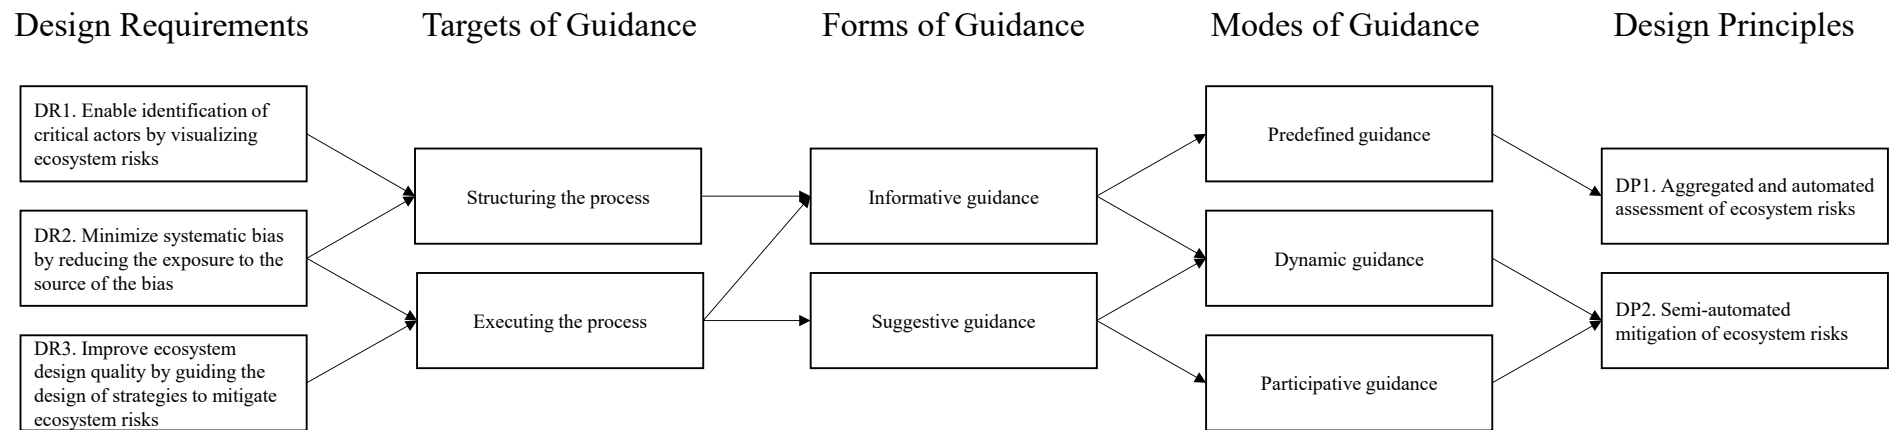 Design Requirements
Targets of Guidance
Forms of Guidance
Modes of Guidance
Design Principles
DR1. Enable identification of
critical actors by visualizing
ecosystem risks
DR2. Minimize systematic bias
by reducing the exposure to the
source of the bias
DR3. Improve ecosystem
design quality by guiding the
design of strategies to mitigate
ecosystem risks
Structuring the process
Executing the process
Informative guidance
Suggestive guidance
Predefined guidance
Dynamic guidance
Participative guidance
DP1. Aggregated and automated
assessment of ecosystem risks
DP2. Semi-automated
mitigation of ecosystem risks